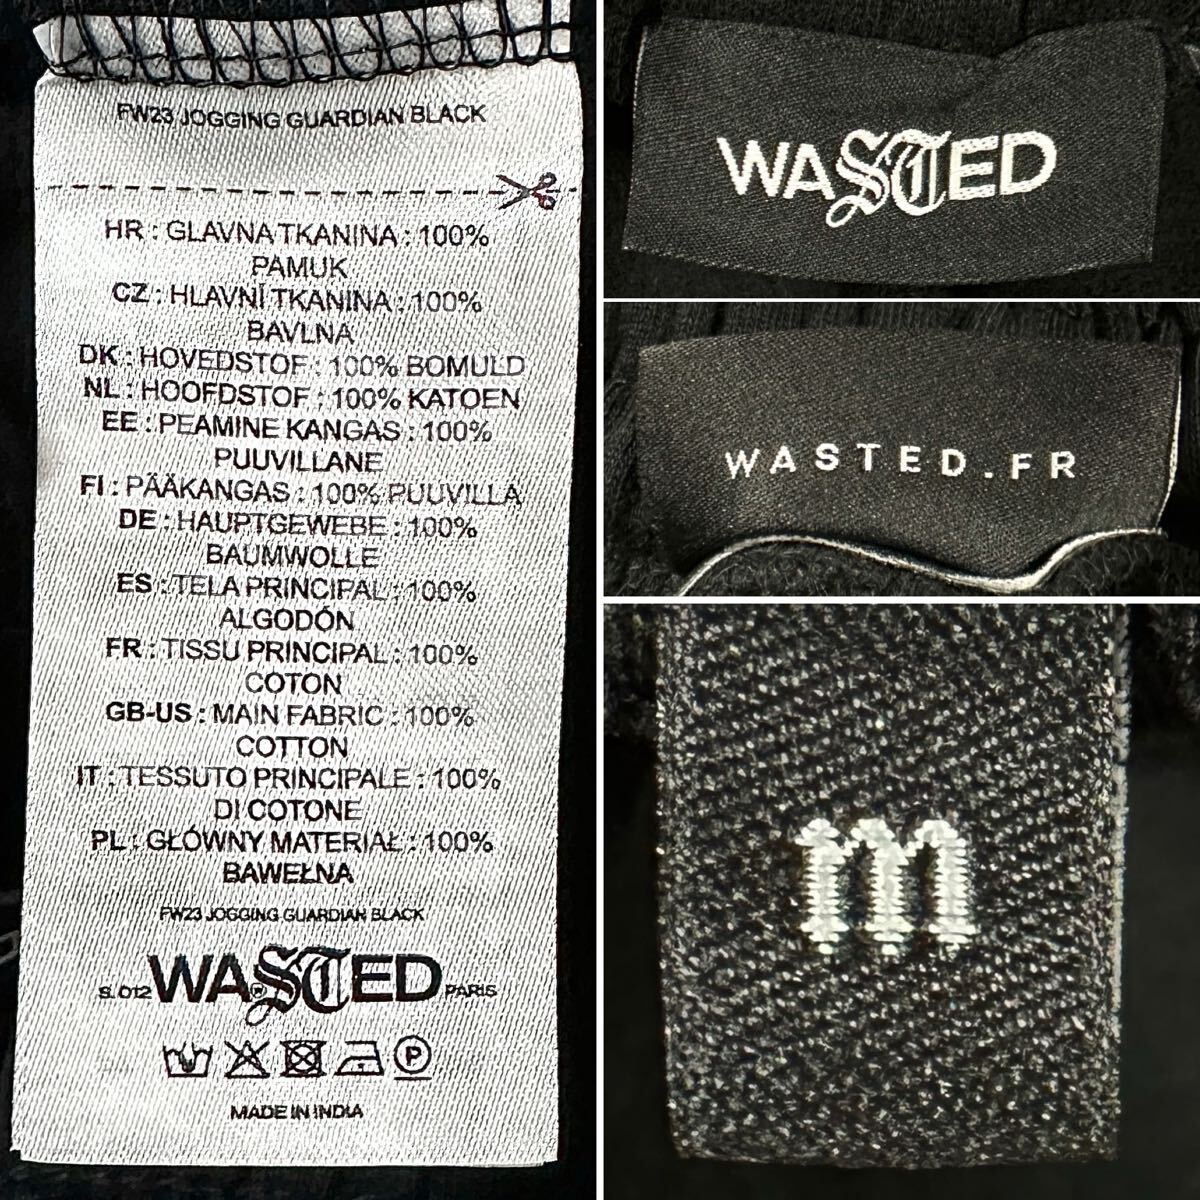 FW23 JOGGING GUARDIAN BLACK
HR : GLAVNA TKANINA : 100%
PAMUK
CZ : HLAVNÍ TKANINA : 100%
BAVLNA
DK : HOVEDSTOF : 100% BOMULD
NL : HOOFDSTOF : 100% KATOEN
EE : PEAMINE KANGAS : 100%
PUUVILLANE
FI : PÄÄKANGAS : 100% PUUVILLA
DE : HAUPTGEWEBE : 100%
BAUMWOLLE
ES : TELA PRINCIPAL : 100%
ALGODÓN
FR : TISSU PRINCIPAL : 100%
COTON
GB-US : MAIN FABRIC : 100%
COTTON
IT : TESSUTO PRINCIPALE : 100%
DI COTONE
PL : GŁÓWNY MATERIAŁ : 100%
BAWEŁNA
FW23 JOGGING GUARDIAN BLACK
S. 012 WASTED PARIS
P
MADE IN INDIA
WASTED
WASTED.FR
m